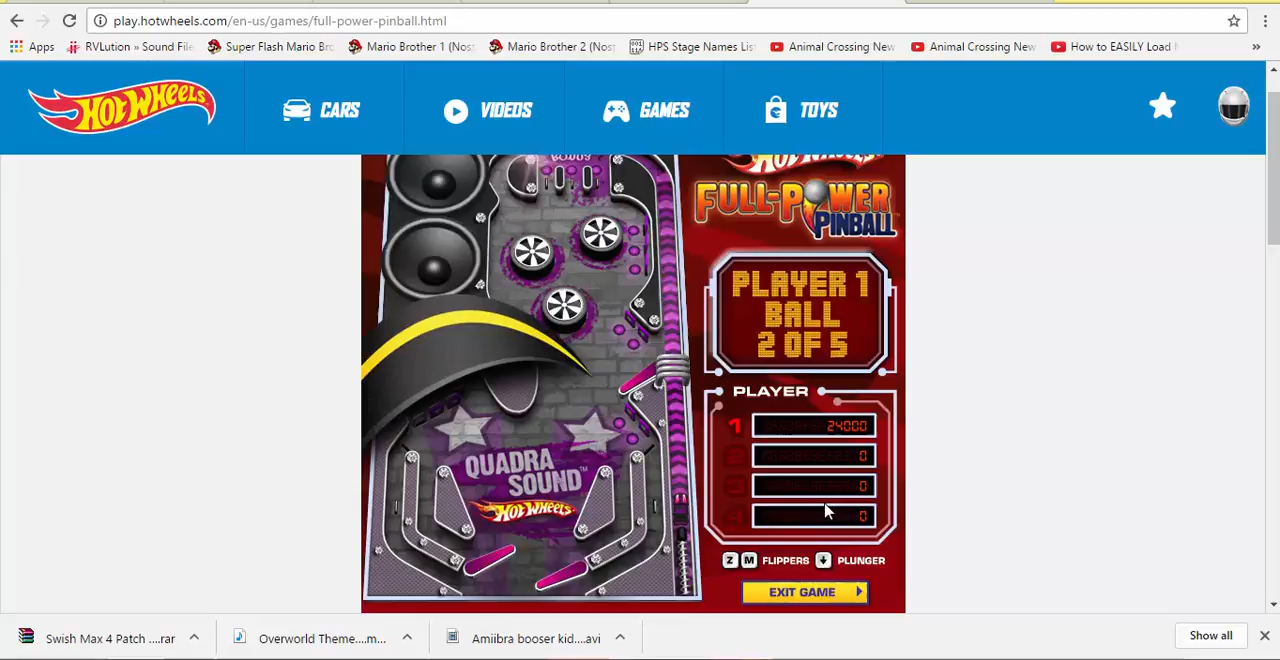 play.hotwheels.com/en-us/games/full-power-pinball.html
Apps RVLution » Sound File Super Flash Mario Bro Mario Brother 1 (Nos Mario Brother 2 (Nos HPS Stage Names Lis Animal Crossing New Animal Crossing New How to EASILY Load »
HOT WHEELS CARS VIDEOS GAMES TOYS
HOT WHEELS
FULL-POWER
PINBALL
PLAYER 1
BALL
2 OF 5
PLAYER
1 24000
2 0
3 0
4 0
QUADRA
SOUND™
HOT WHEELS
Z M FLIPPERS PLUNGER
EXIT GAME
Swish Max 4 Patch ....rar Overworld Theme....m... Amiibra booser kid....avi Show all